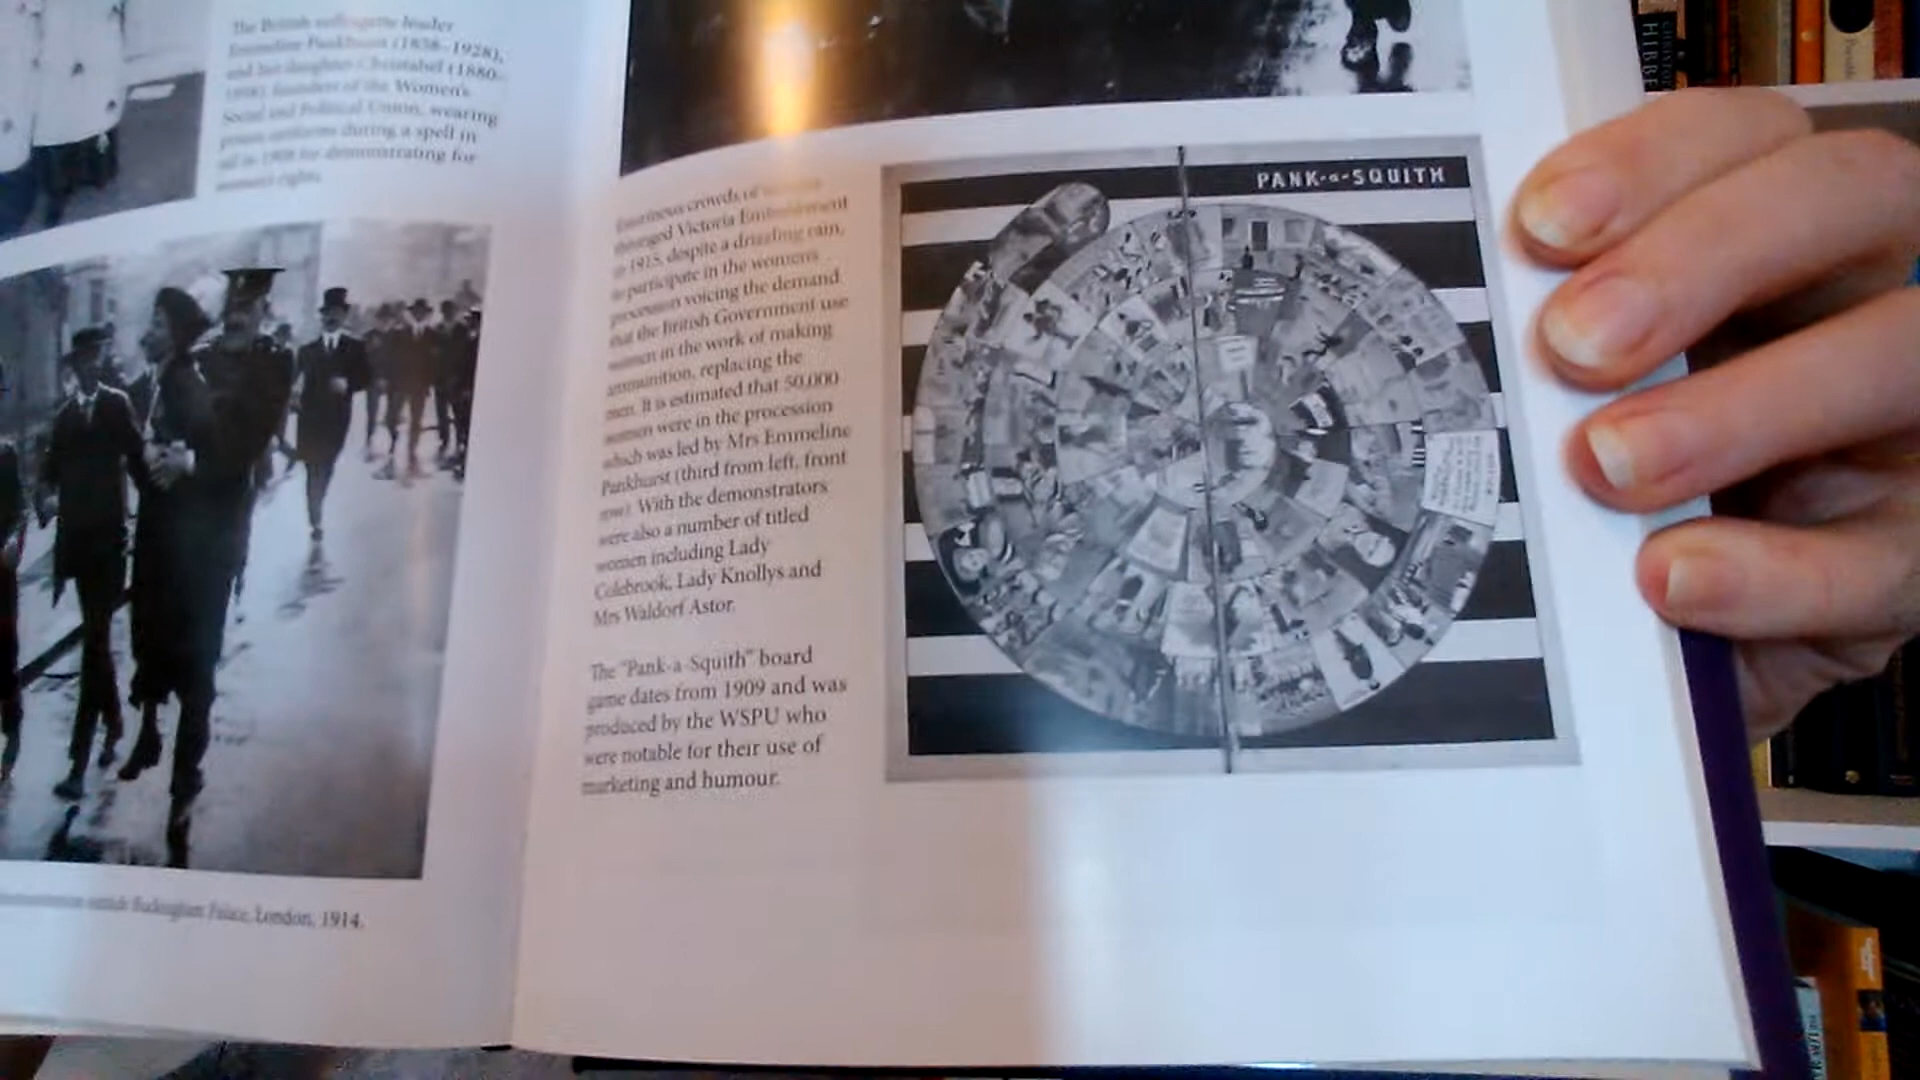 The British suffragette leader
Emmeline Pankhurst (1858–1928),
and her daughter Christabel (1880–
1958), founders of the Women's
Social and Political Union, wearing
prison uniforms during a spell in
jail in 1908 for demonstrating for
women's rights.
outside Buckingham Palace, London, 1914.
Enormous crowds of
thronged Victoria Embankment
in 1915, despite a drizzling rain,
to participate in the womens
procession voicing the demand
that the British Government use
women in the work of making
ammunition, replacing the
men. It is estimated that 50,000
women were in the procession
which was led by Mrs Emmeline
Pankhurst (third from left, front
row). With the demonstrators
were also a number of titled
women including Lady
Colebrook, Lady Knollys and
Mrs Waldorf Astor.
The "Pank-a-Squith" board
game dates from 1909 and was
produced by the WSPU who
were notable for their use of
marketing and humour.
PANK-a-SQUITH
HIBBE